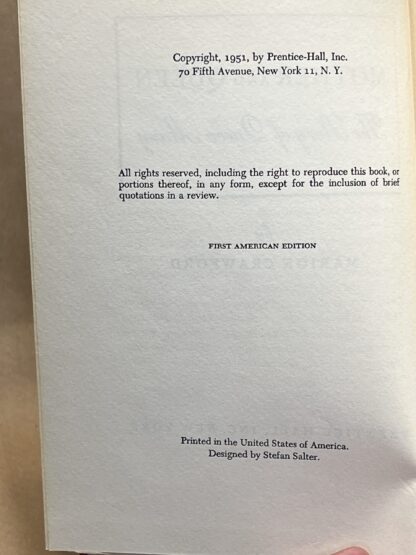 Copyright, 1951, by Prentice-Hall, Inc.
70 Fifth Avenue, New York 11, N. Y.
All rights reserved, including the right to reproduce this book, or
portions thereof, in any form, except for the inclusion of brief
quotations in a review.
FIRST AMERICAN EDITION
Printed in the United States of America.
Designed by Stefan Salter.